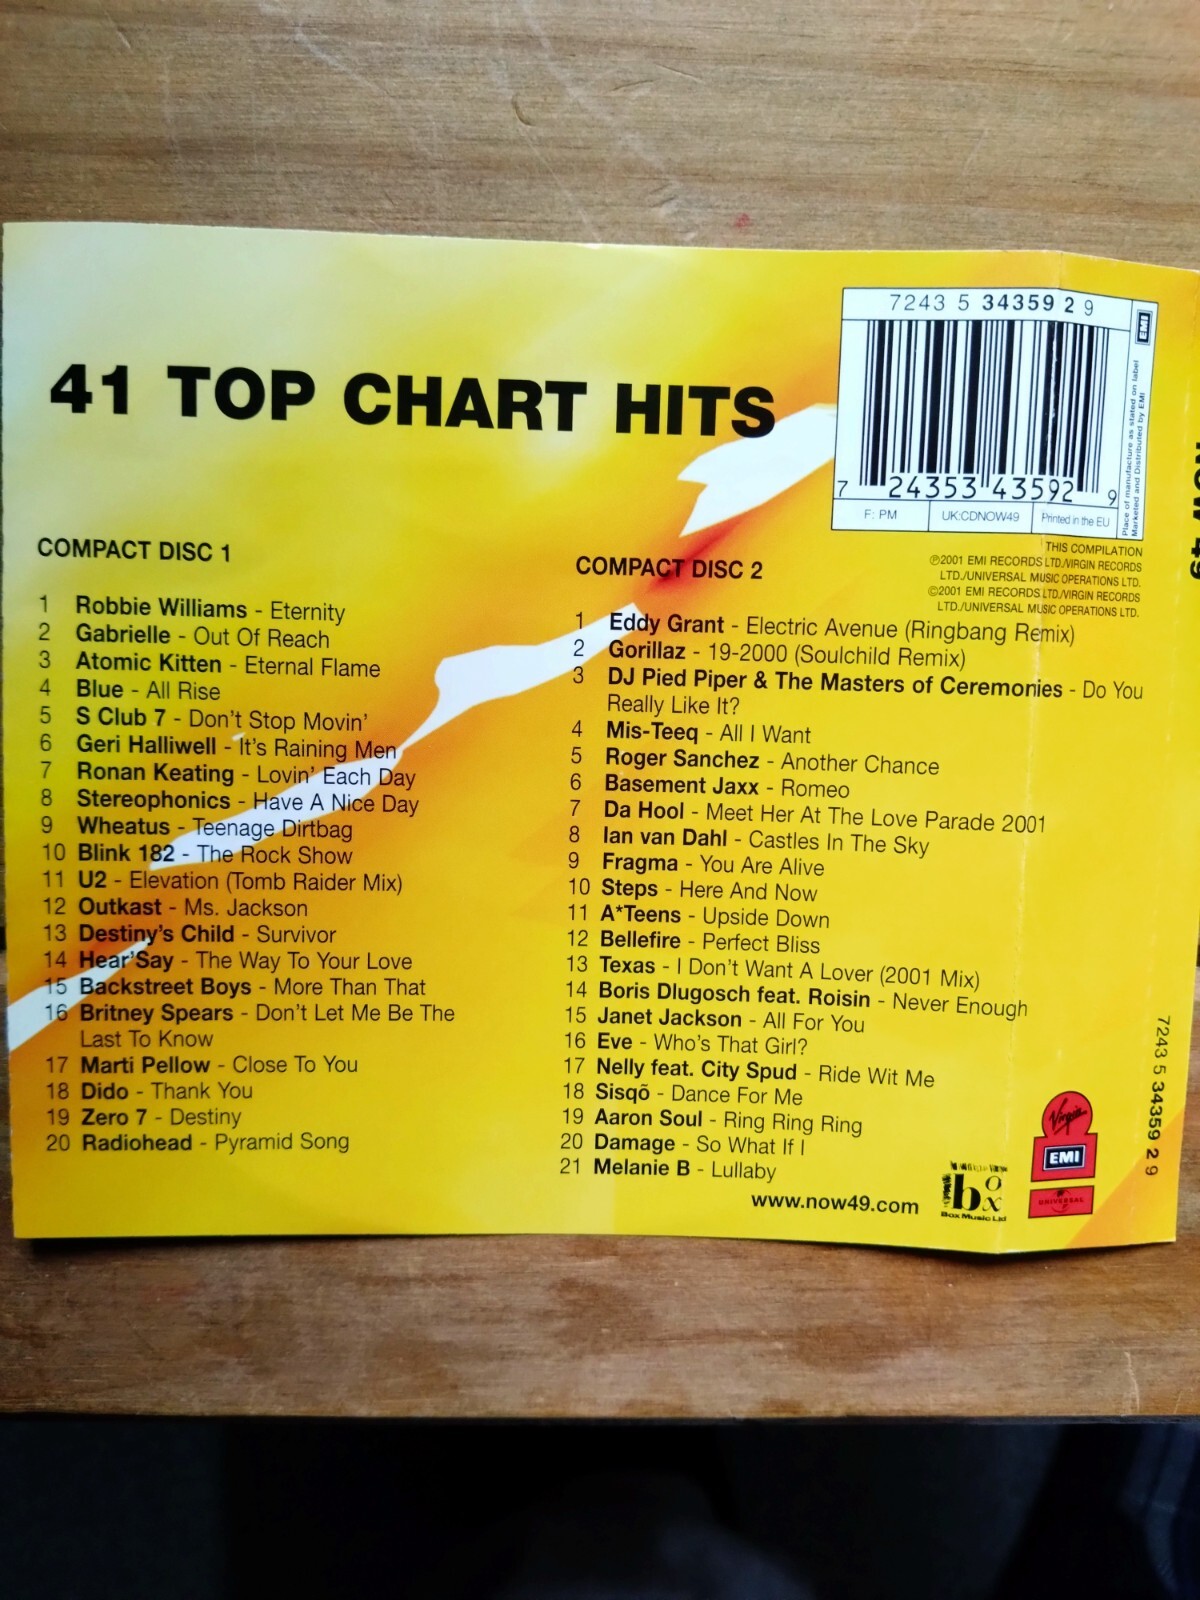 7243 5 34359 2 9
EMI
41 TOP CHART HITS
7 24353 43592 9
F: PM
UK:CDNOW49
Printed in the EU
Place of manufacture as stated on label
Marketed and Distributed by EMI
NOW 49
THIS COMPILATION
℗2001 EMI RECORDS LTD./VIRGIN RECORDS
LTD./UNIVERSAL MUSIC OPERATIONS LTD.
©2001 EMI RECORDS LTD./VIRGIN RECORDS
LTD./UNIVERSAL MUSIC OPERATIONS LTD.
COMPACT DISC 1
1 Robbie Williams - Eternity
2 Gabrielle - Out Of Reach
3 Atomic Kitten - Eternal Flame
4 Blue - All Rise
5 S Club 7 - Don't Stop Movin'
6 Geri Halliwell - It's Raining Men
7 Ronan Keating - Lovin' Each Day
8 Stereophonics - Have A Nice Day
9 Wheatus - Teenage Dirtbag
10 Blink 182 - The Rock Show
11 U2 - Elevation (Tomb Raider Mix)
12 Outkast - Ms. Jackson
13 Destiny's Child - Survivor
14 Hear'Say - The Way To Your Love
15 Backstreet Boys - More Than That
16 Britney Spears - Don't Let Me Be The
Last To Know
17 Marti Pellow - Close To You
18 Dido - Thank You
19 Zero 7 - Destiny
20 Radiohead - Pyramid Song
COMPACT DISC 2
1 Eddy Grant - Electric Avenue (Ringbang Remix)
2 Gorillaz - 19-2000 (Soulchild Remix)
3 DJ Pied Piper & The Masters of Ceremonies - Do You
Really Like It?
4 Mis-Teeq - All I Want
5 Roger Sanchez - Another Chance
6 Basement Jaxx - Romeo
7 Da Hool - Meet Her At The Love Parade 2001
8 Ian van Dahl - Castles In The Sky
9 Fragma - You Are Alive
10 Steps - Here And Now
11 A*Teens - Upside Down
12 Bellefire - Perfect Bliss
13 Texas - I Don't Want A Lover (2001 Mix)
14 Boris Dlugosch feat. Roisin - Never Enough
15 Janet Jackson - All For You
16 Eve - Who's That Girl?
17 Nelly feat. City Spud - Ride Wit Me
18 Sisqõ - Dance For Me
19 Aaron Soul - Ring Ring Ring
20 Damage - So What If I
21 Melanie B - Lullaby
www.now49.com
box
Box Music Ltd
Virgin
EMI
UNIVERSAL
7243 5 34359 2 9